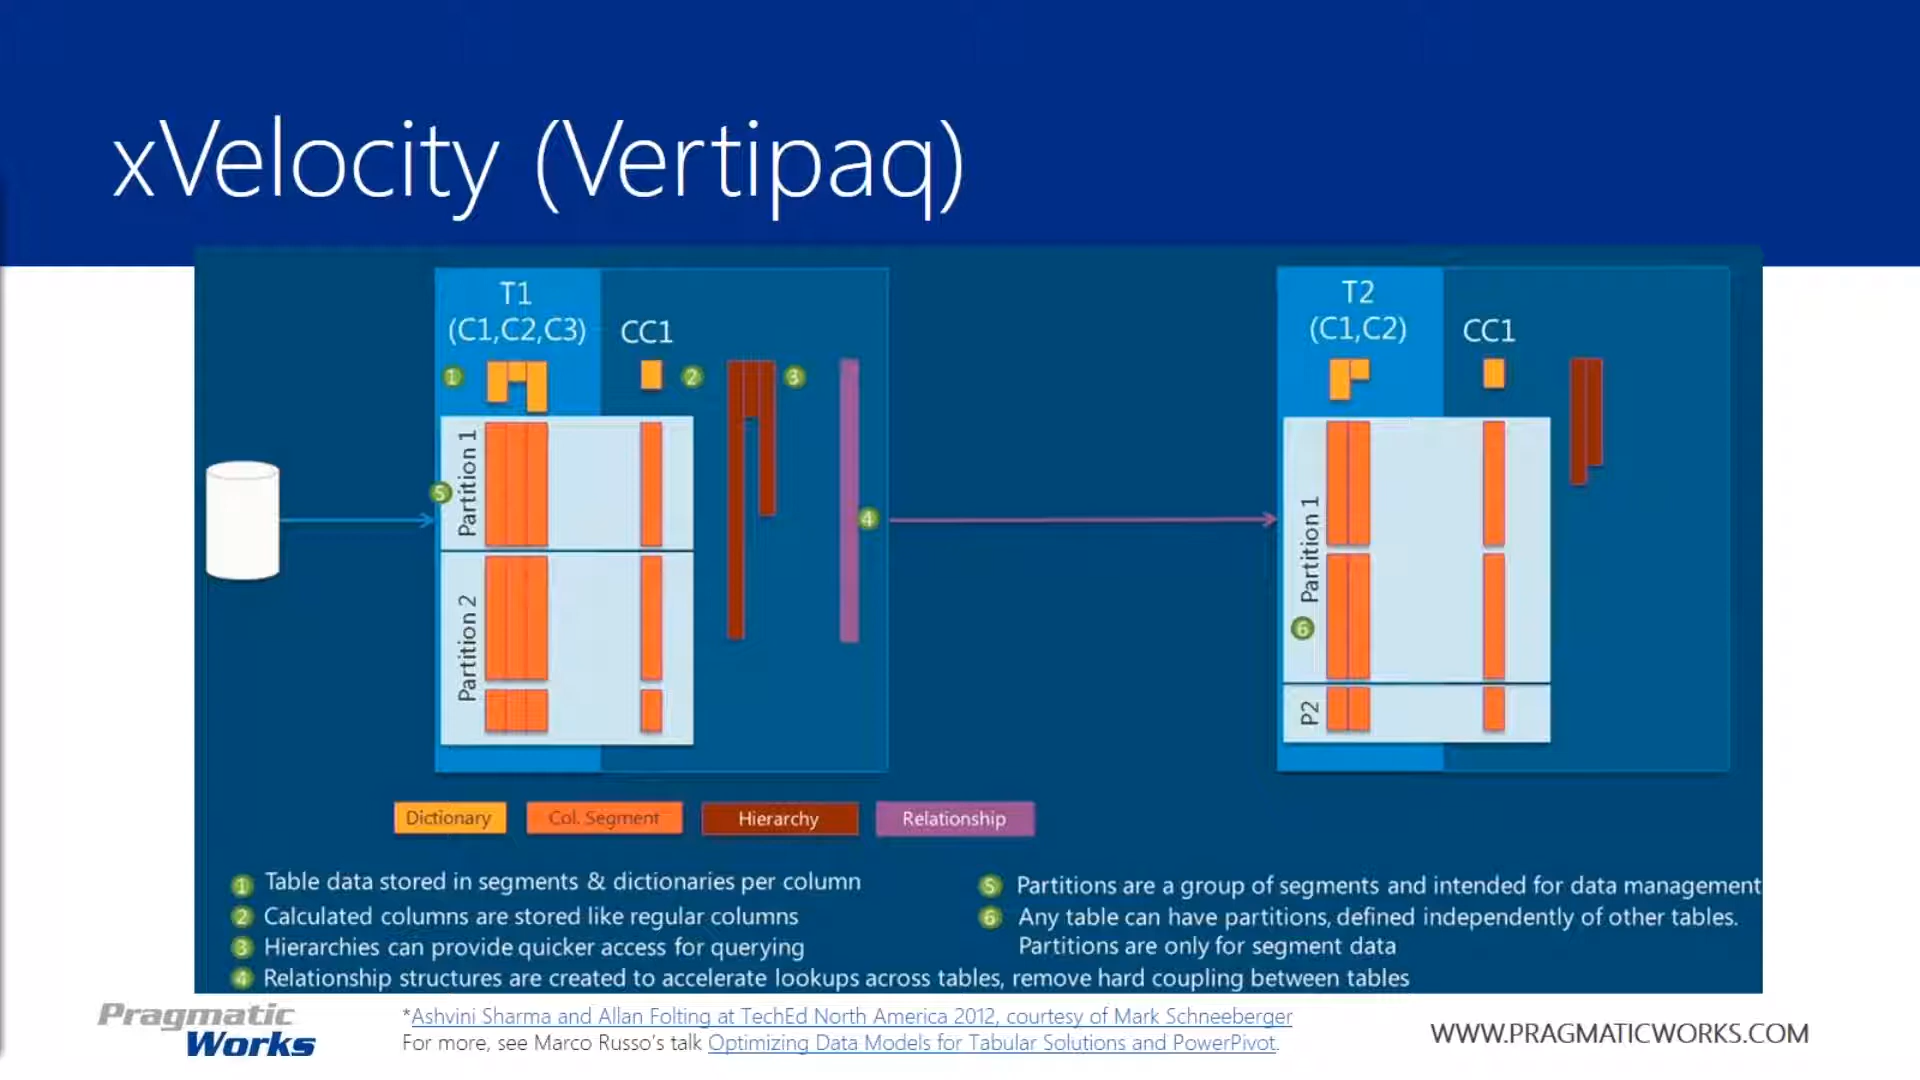 xVelocity (Vertipaq)
T1
(C1,C2,C3)
CC1
1
2
3
Partition 1
5
4
Partition 2
T2
(C1,C2)
CC1
Partition 1
6
P2
Dictionary
Col. Segment
Hierarchy
Relationship
1 Table data stored in segments & dictionaries per column
2 Calculated columns are stored like regular columns
3 Hierarchies can provide quicker access for querying
4 Relationship structures are created to accelerate lookups across tables, remove hard coupling between tables
5 Partitions are a group of segments and intended for data management
6 Any table can have partitions, defined independently of other tables.
Partitions are only for segment data
Pragmatic
Works
*Ashvini Sharma and Allan Folting at TechEd North America 2012, courtesy of Mark Schneeberger
For more, see Marco Russo's talk Optimizing Data Models for Tabular Solutions and PowerPivot.
WWW.PRAGMATICWORKS.COM